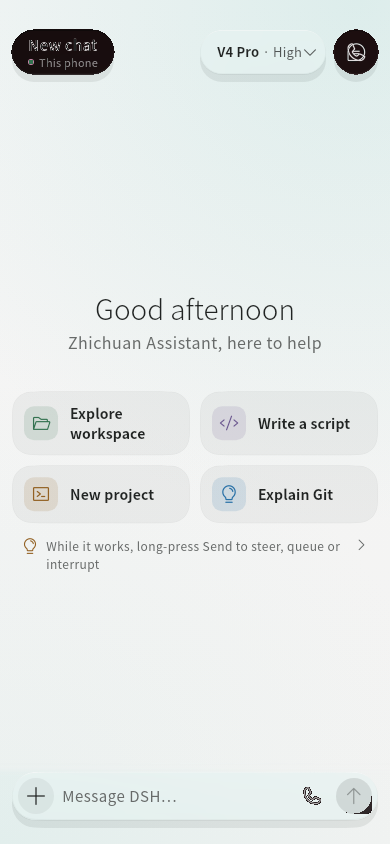 New chat
This phone
V4 Pro · High
Good afternoon
Zhichuan Assistant, here to help
Explore
workspace
</> Write a script
New project
Explain Git
While it works, long-press Send to steer, queue or
interrupt
Message DSH…